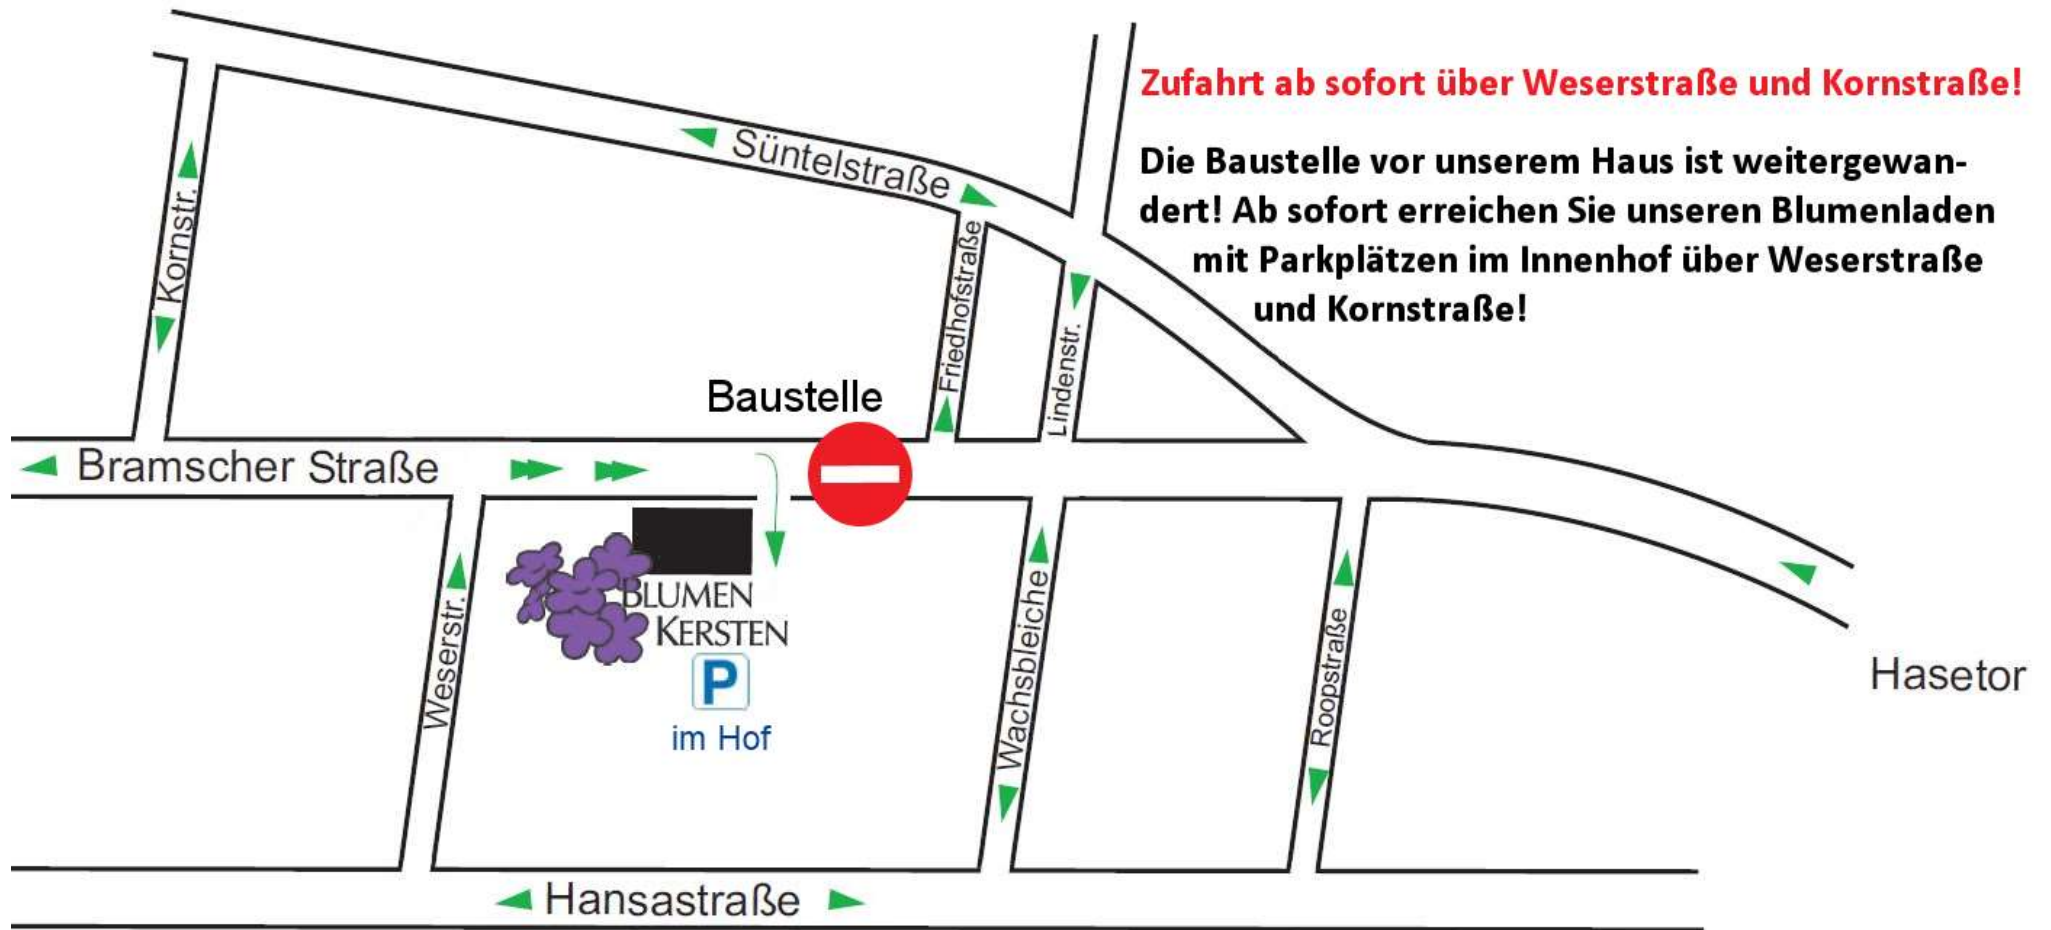 Zufahrt ab sofort über Weserstraße und Kornstraße!
Die Baustelle vor unserem Haus ist weitergewan-
dert! Ab sofort erreichen Sie unseren Blumenladen
mit Parkplätzen im Innenhof über Weserstraße
und Kornstraße!
Süntelstraße
Kornstr.
Friedhofstraße
Lindenstr.
Baustelle
Bramscher Straße
Weserstr.
BLUMEN
KERSTEN
P
im Hof
Wachsbleiche
Roopstraße
Hasetor
Hansastraße